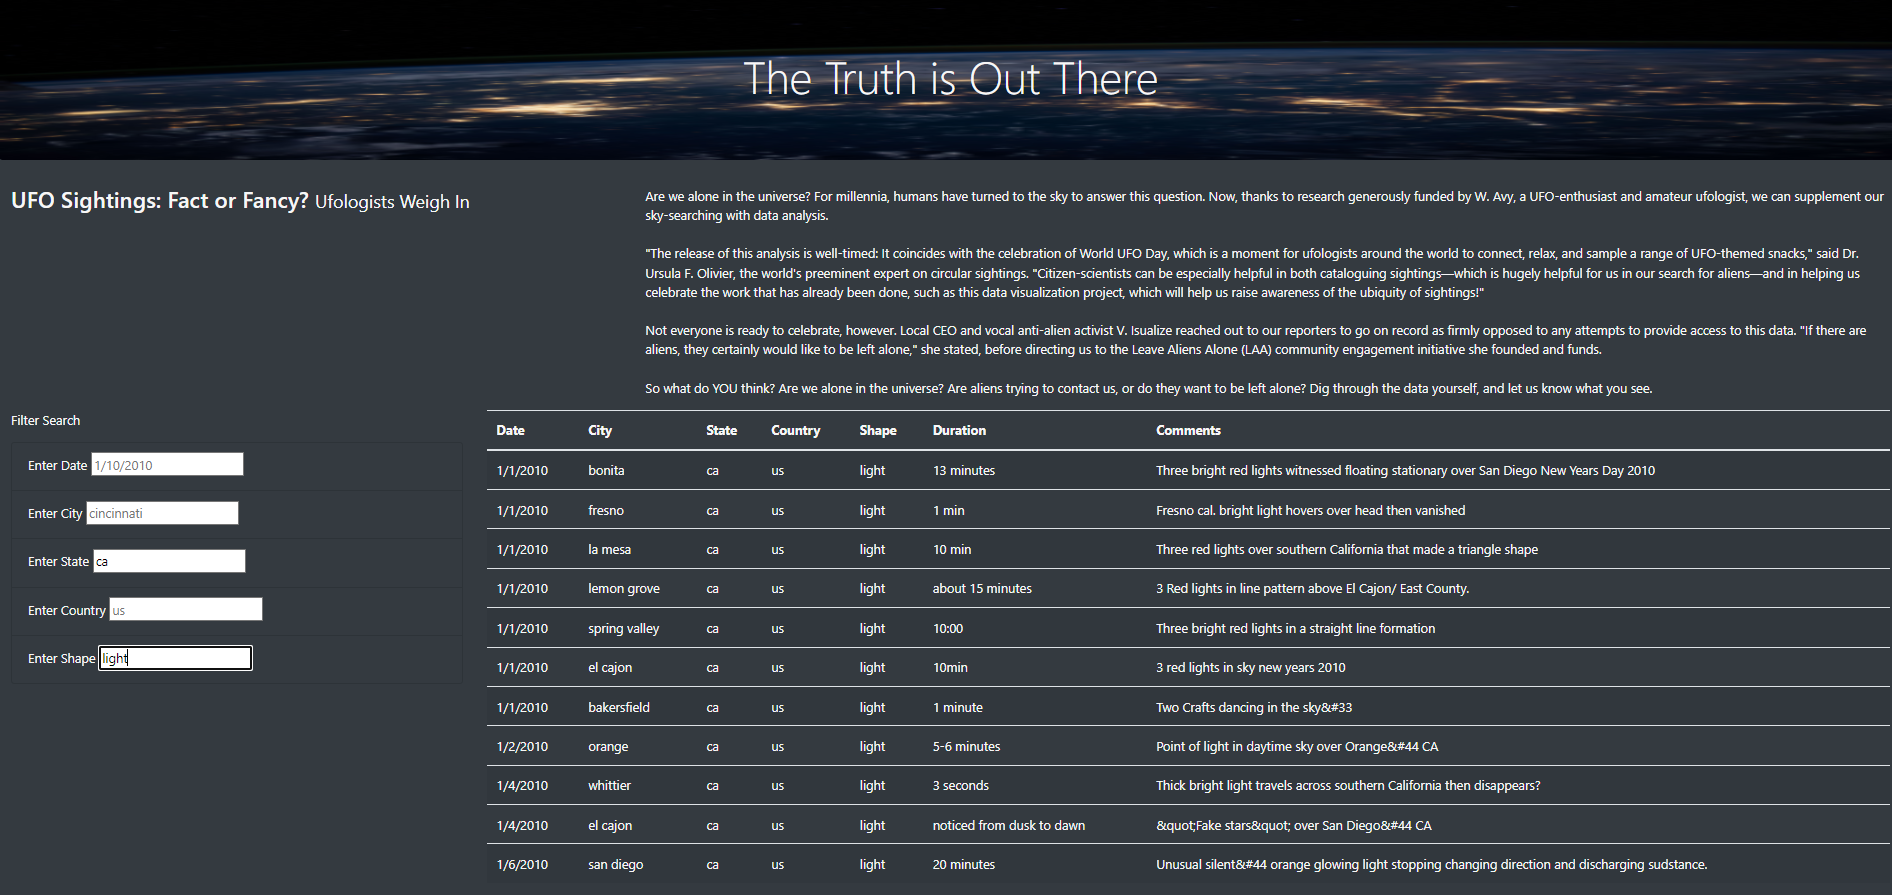 The Truth is Out There
UFO Sightings: Fact or Fancy? Ufologists Weigh In
Are we alone in the universe? For millennia, humans have turned to the sky to answer this question. Now, thanks to research generously funded by W. Avy, a UFO-enthusiast and amateur ufologist, we can supplement our
sky-searching with data analysis.
"The release of this analysis is well-timed: It coincides with the celebration of World UFO Day, which is a moment for ufologists around the world to connect, relax, and sample a range of UFO-themed snacks," said Dr.
Ursula F. Olivier, the world's preeminent expert on circular sightings. "Citizen-scientists can be especially helpful in both cataloguing sightings—which is hugely helpful for us in our search for aliens—and in helping us
celebrate the work that has already been done, such as this data visualization project, which will help us raise awareness of the ubiquity of sightings!"
Not everyone is ready to celebrate, however. Local CEO and vocal anti-alien activist V. Isualize reached out to our reporters to go on record as firmly opposed to any attempts to provide access to this data. "If there are
aliens, they certainly would like to be left alone," she stated, before directing us to the Leave Aliens Alone (LAA) community engagement initiative she founded and funds.
So what do YOU think? Are we alone in the universe? Are aliens trying to contact us, or do they want to be left alone? Dig through the data yourself, and let us know what you see.
Filter Search
Enter Date 1/10/2010
Enter City cincinnati
Enter State ca
Enter Country us
Enter Shape light
Date City State Country Shape Duration Comments
1/1/2010 bonita ca us light 13 minutes Three bright red lights witnessed floating stationary over San Diego New Years Day 2010
1/1/2010 fresno ca us light 1 min Fresno cal. bright light hovers over head then vanished
1/1/2010 la mesa ca us light 10 min Three red lights over southern California that made a triangle shape
1/1/2010 lemon grove ca us light about 15 minutes 3 Red lights in line pattern above El Cajon/ East County.
1/1/2010 spring valley ca us light 10:00 Three bright red lights in a straight line formation
1/1/2010 el cajon ca us light 10min 3 red lights in sky new years 2010
1/1/2010 bakersfield ca us light 1 minute Two Crafts dancing in the sky&#33
1/2/2010 orange ca us light 5-6 minutes Point of light in daytime sky over Orange&#44 CA
1/4/2010 whittier ca us light 3 seconds Thick bright light travels across southern California then disappears?
1/4/2010 el cajon ca us light noticed from dusk to dawn &quot;Fake stars&quot; over San Diego&#44 CA
1/6/2010 san diego ca us light 20 minutes Unusual silent&#44 orange glowing light stopping changing direction and discharging sudstance.